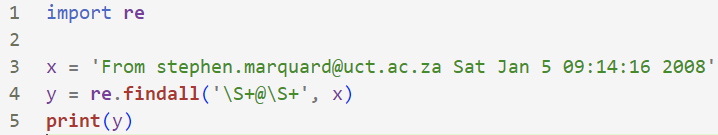 1 import re
2
3 x = 'From stephen.marquard@uct.ac.za Sat Jan 5 09:14:16 2008'
4 y = re.findall('\S+@\S+', x)
5 print(y)